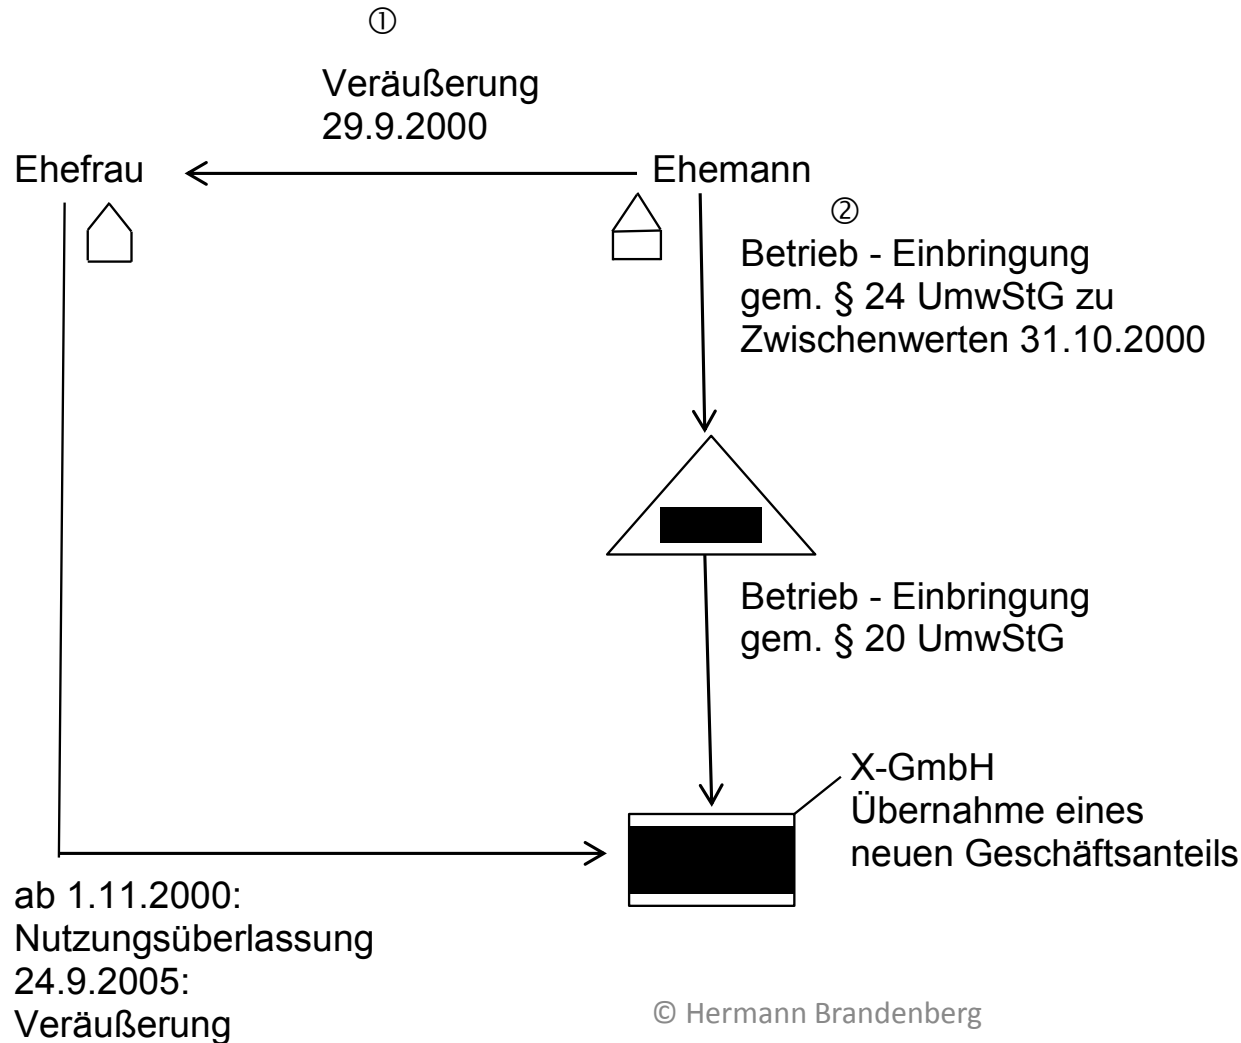 ①
Veräußerung
29.9.2000
Ehefrau
Ehemann
②
Betrieb - Einbringung
gem. § 24 UmwStG zu
Zwischenwerten 31.10.2000
Betrieb - Einbringung
gem. § 20 UmwStG
X-GmbH
Übernahme eines
neuen Geschäftsanteils
ab 1.11.2000:
Nutzungsüberlassung
24.9.2005:
Veräußerung
© Hermann Brandenberg